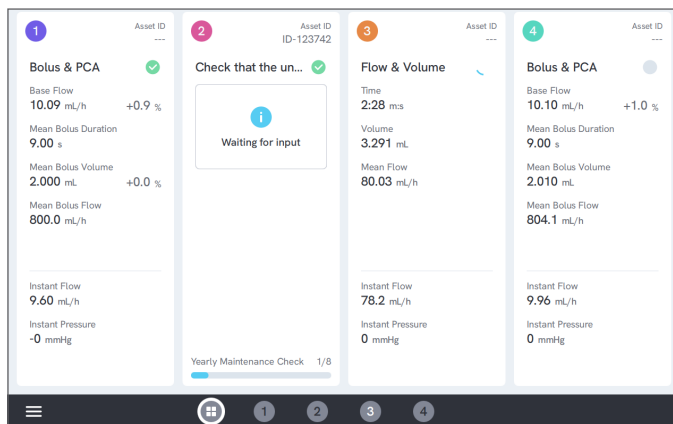 1
Asset ID
---
Bolus & PCA
Base Flow
10.09 mL/h +0.9 %
Mean Bolus Duration
9.00 s
Mean Bolus Volume
2.000 mL +0.0 %
Mean Bolus Flow
800.0 mL/h
Instant Flow
9.60 mL/h
Instant Pressure
-0 mmHg
2
Asset ID
ID-123742
Check that the un...
i
Waiting for input
Yearly Maintenance Check 1/8
3
Asset ID
---
Flow & Volume
Time
2:28 m:s
Volume
3.291 mL
Mean Flow
80.03 mL/h
Instant Flow
78.2 mL/h
Instant Pressure
0 mmHg
4
Asset ID
---
Bolus & PCA
Base Flow
10.10 mL/h +1.0 %
Mean Bolus Duration
9.00 s
Mean Bolus Volume
2.010 mL
Mean Bolus Flow
804.1 mL/h
Instant Flow
9.96 mL/h
Instant Pressure
0 mmHg
1 2 3 4